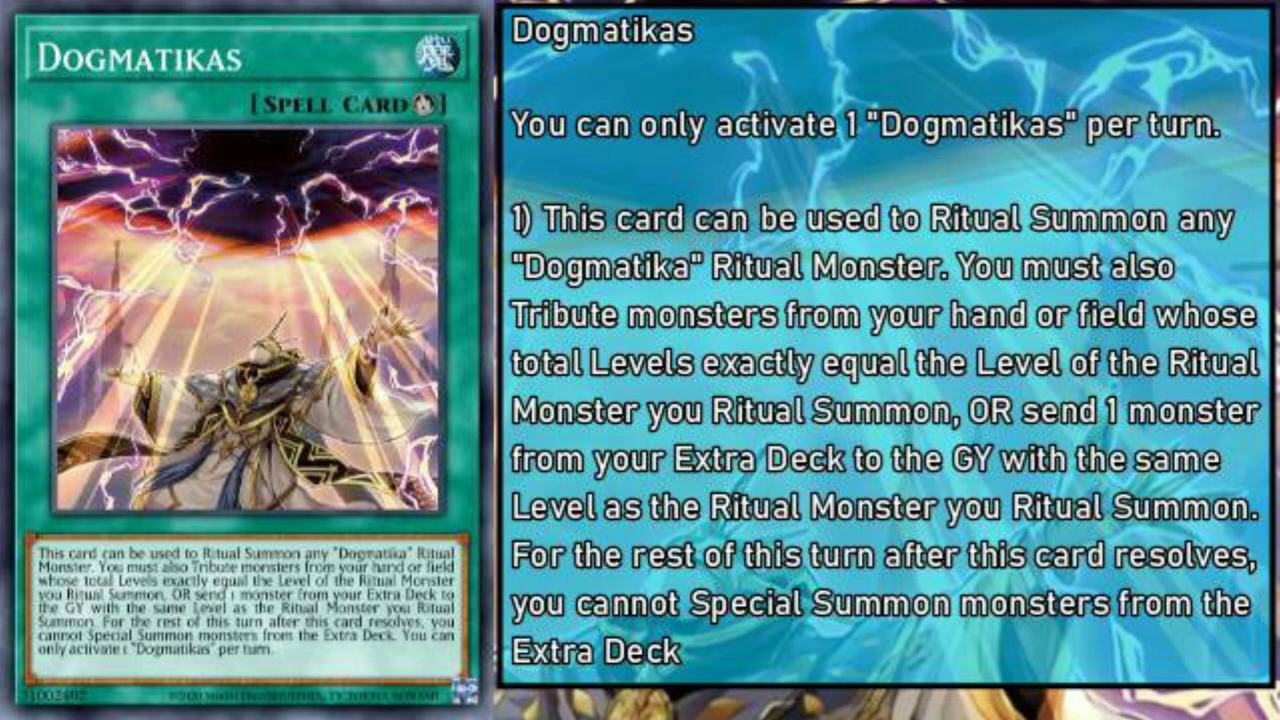 DOGMATIKAS
[SPELL CARD]
This card can be used to Ritual Summon any "Dogmatika" Ritual
Monster. You must also Tribute monsters from your hand or field
whose total Levels exactly equal the Level of the Ritual Monster
you Ritual Summon, OR send 1 monster from your Extra Deck to
the GY with the same Level as the Ritual Monster you Ritual
Summon. For the rest of this turn after this card resolves, you
cannot Special Summon monsters from the Extra Deck. You can
only activate 1 "Dogmatikas" per turn.
Dogmatikas
You can only activate 1 "Dogmatikas" per turn.
1) This card can be used to Ritual Summon any
"Dogmatika" Ritual Monster. You must also
Tribute monsters from your hand or field whose
total Levels exactly equal the Level of the Ritual
Monster you Ritual Summon, OR send 1 monster
from your Extra Deck to the GY with the same
Level as the Ritual Monster you Ritual Summon.
For the rest of this turn after this card resolves,
you cannot Special Summon monsters from the
Extra Deck